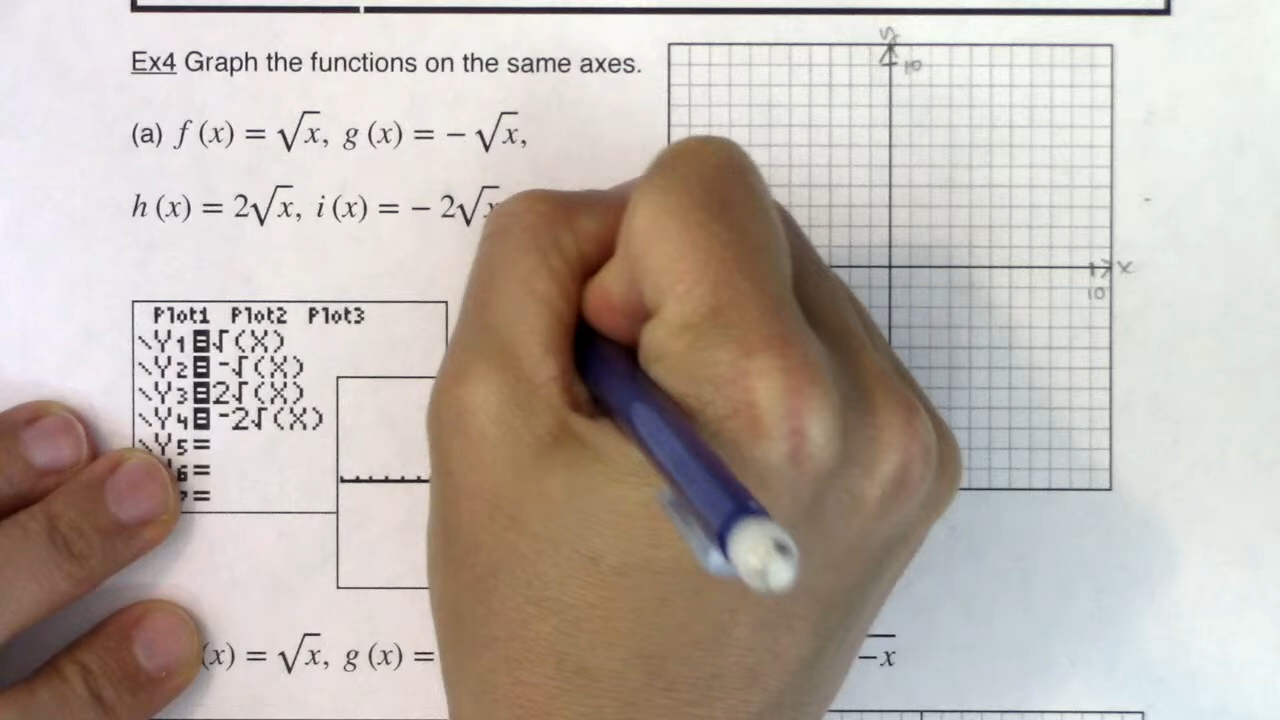 Ex4 Graph the functions on the same axes.
(a) f (x) = √x, g (x) = − √x,
h (x) = 2√x, i (x) = − 2√x
y
10
x
10
Plot1 Plot2 Plot3
\Y1=√(X)
\Y2=-√(X)
\Y3=2√(X)
\Y4=-2√(X)
\Y5=
6=
=
(x) = √x, g (x) =
−x